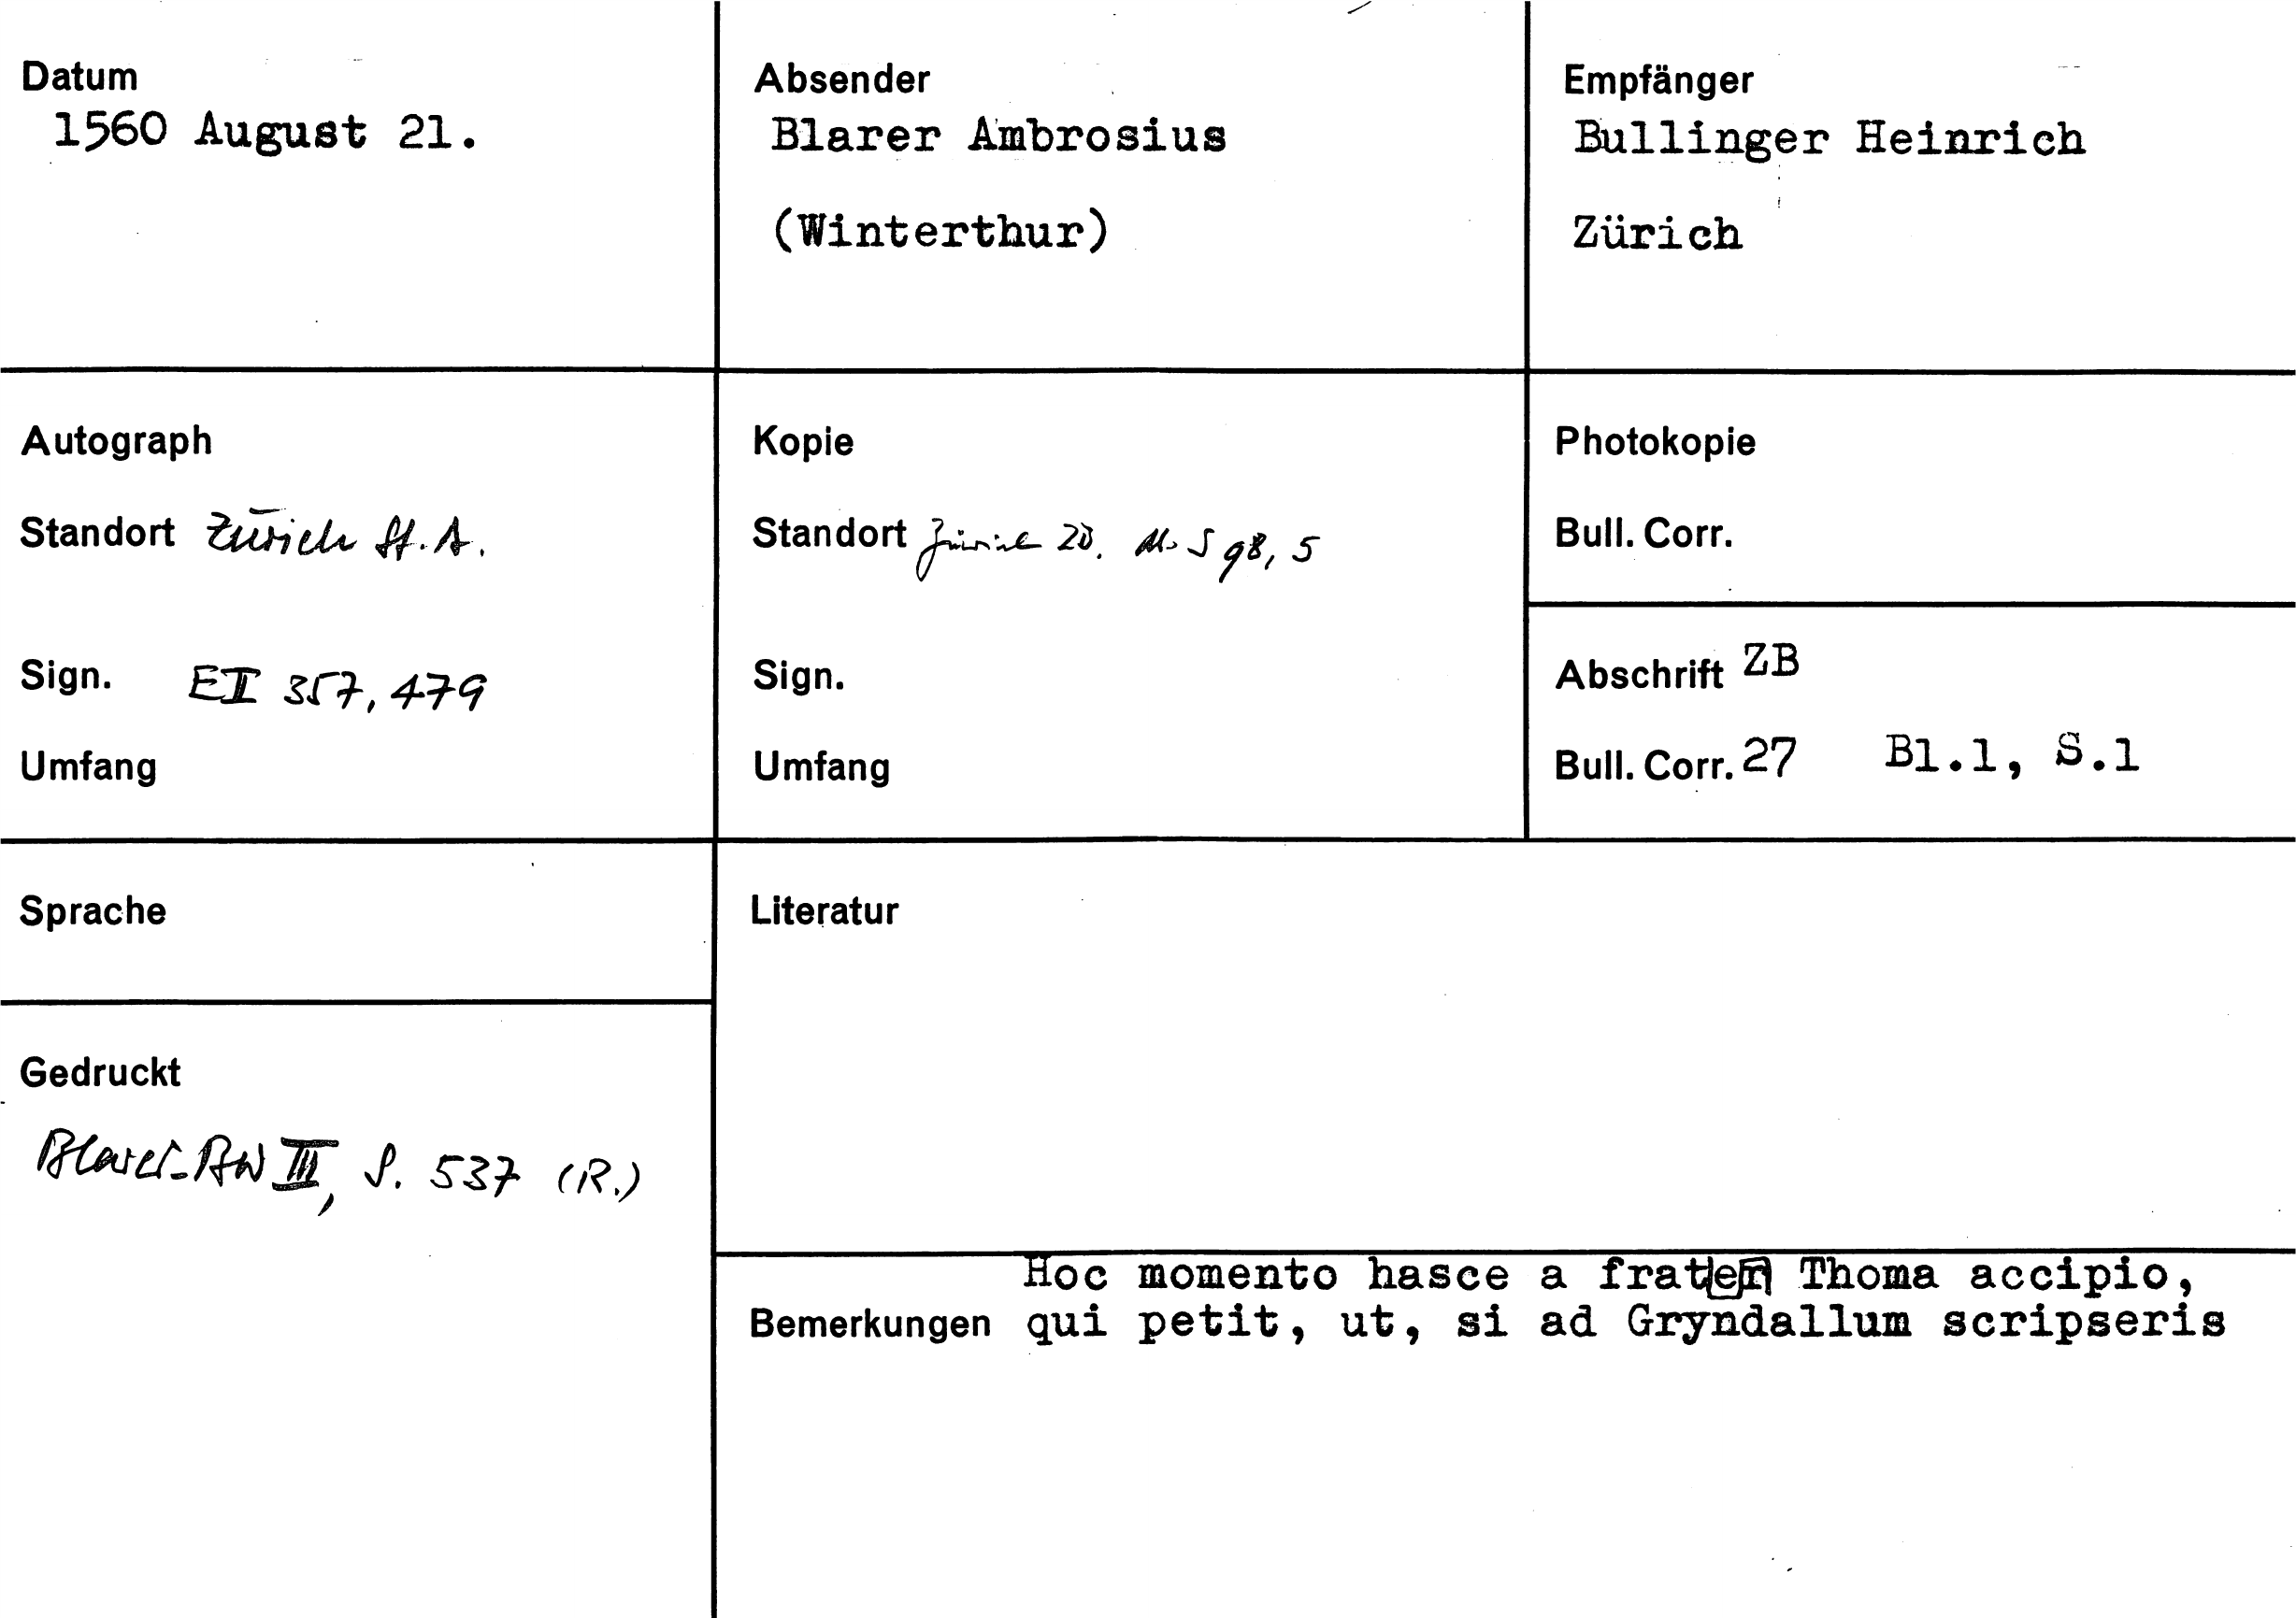 Datum
1560 August 21.
Absender
Blarer Ambrosius
(Winterthur)
Empfänger
Bullinger Heinrich
Zürich
Autograph
Standort Zürich St.A.
Sign. EII 357, 479
Umfang
Kopie
Standort Zürich ZB. Ms S 98, 5
Sign.
Umfang
Photokopie
Bull. Corr.
Abschrift ZB
Bull. Corr. 27 Bl.1, S.1
Sprache
Gedruckt
Blarer-BW III, S. 537 (R.)
Literatur
Hoc momento hasce a frater Thoma accipio,
Bemerkungen qui petit, ut, si ad Gryndallum scripseris